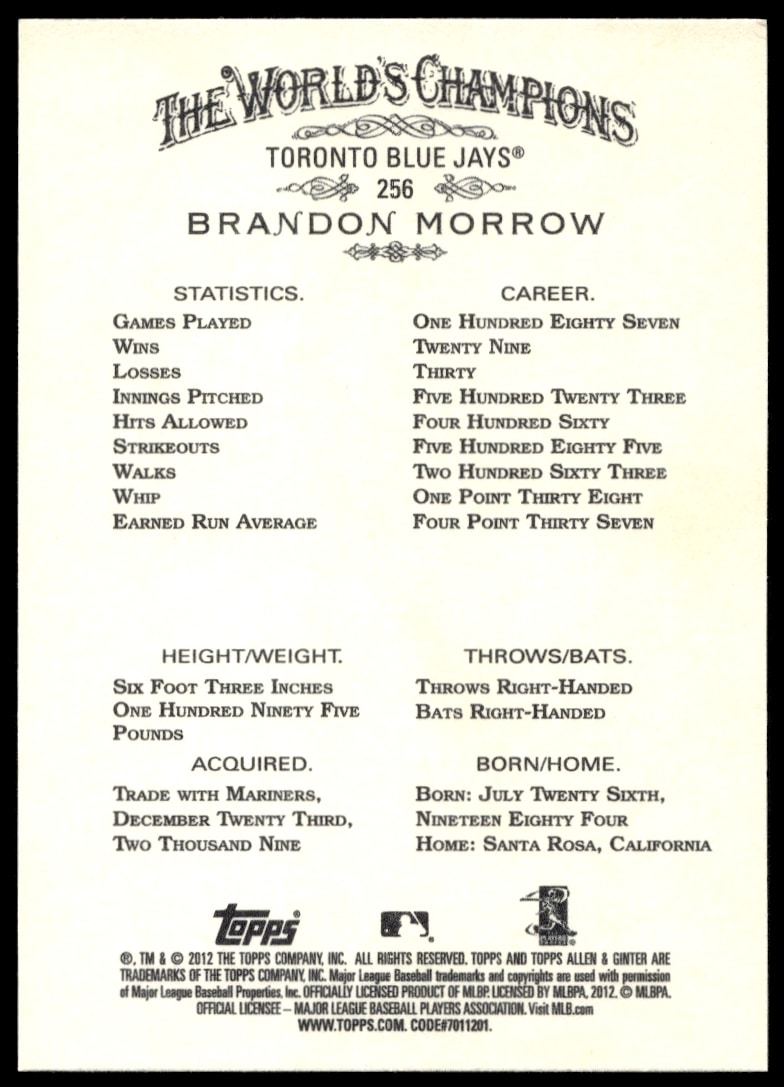 THE WORLD'S CHAMPIONS
TORONTO BLUE JAYS®
256
BRANDON MORROW
STATISTICS. CAREER.
GAMES PLAYED ONE HUNDRED EIGHTY SEVEN
WINS TWENTY NINE
LOSSES THIRTY
INNINGS PITCHED FIVE HUNDRED TWENTY THREE
HITS ALLOWED FOUR HUNDRED SIXTY
STRIKEOUTS FIVE HUNDRED EIGHTY FIVE
WALKS TWO HUNDRED SIXTY THREE
WHIP ONE POINT THIRTY EIGHT
EARNED RUN AVERAGE FOUR POINT THIRTY SEVEN
HEIGHT/WEIGHT.
SIX FOOT THREE INCHES
ONE HUNDRED NINETY FIVE
POUNDS
THROWS/BATS.
THROWS RIGHT-HANDED
BATS RIGHT-HANDED
ACQUIRED.
TRADE WITH MARINERS,
DECEMBER TWENTY THIRD,
TWO THOUSAND NINE
BORN/HOME.
BORN: JULY TWENTY SIXTH,
NINETEEN EIGHTY FOUR
HOME: SANTA ROSA, CALIFORNIA
Topps®
®, TM & © 2012 THE TOPPS COMPANY, INC. ALL RIGHTS RESERVED. TOPPS AND TOPPS ALLEN & GINTER ARE
TRADEMARKS OF THE TOPPS COMPANY, INC. Major League Baseball trademarks and copyrights are used with permission
of Major League Baseball Properties, Inc. OFFICIALLY LICENSED PRODUCT OF MLBP. LICENSED BY MLBPA, 2012. © MLBPA.
OFFICIAL LICENSEE – MAJOR LEAGUE BASEBALL PLAYERS ASSOCIATION. Visit MLB.com
WWW.TOPPS.COM. CODE#7011201.